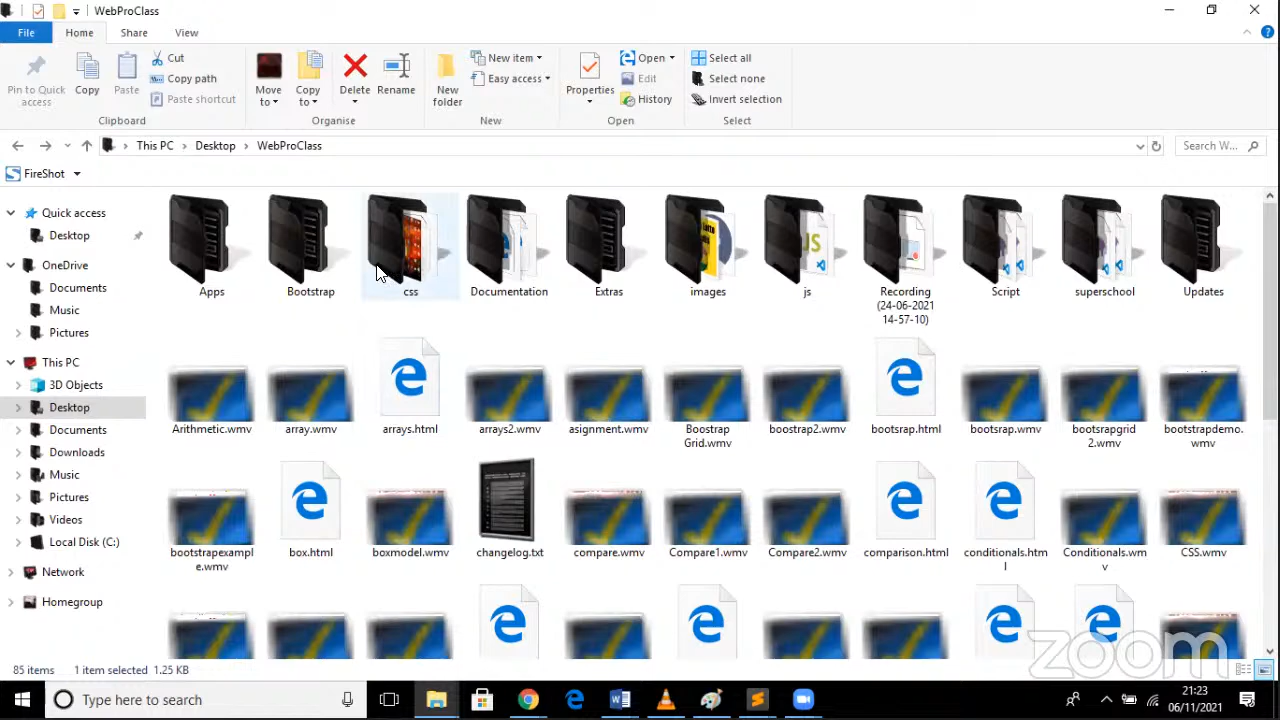 WebProClass
File
Home
Share
View
Pin to Quick access
Copy
Paste
Cut
Copy path
Paste shortcut
Clipboard
Move to
Copy to
Delete
Rename
Organise
New folder
New item
Easy access
New
Properties
Open
Edit
History
Open
Select all
Select none
Invert selection
Select
This PC
Desktop
WebProClass
Search W...
FireShot
Quick access
Desktop
OneDrive
Documents
Music
Pictures
This PC
3D Objects
Desktop
Documents
Downloads
Music
Pictures
Videos
Local Disk (C:)
Network
Homegroup
Apps
Bootstrap
css
Documentation
Extras
images
JS
js
Recording
(24-06-2021
14-57-10)
Script
superschool
Updates
Arithmetic.wmv
array.wmv
arrays.html
arrays2.wmv
asignment.wmv
Boostrap
Grid.wmv
boostrap2.wmv
bootsrap.html
bootsrap.wmv
bootsrapgrid
2.wmv
bootstrapdemo.
wmv
bootstrapexampl
e.wmv
box.html
boxmodel.wmv
changelog.txt
compare.wmv
Compare1.wmv
Compare2.wmv
comparison.html
conditionals.htm
l
Conditionals.wm
v
CSS.wmv
zoom
85 items
1 item selected 1.25 KB
Type here to search
21:23
06/11/2021